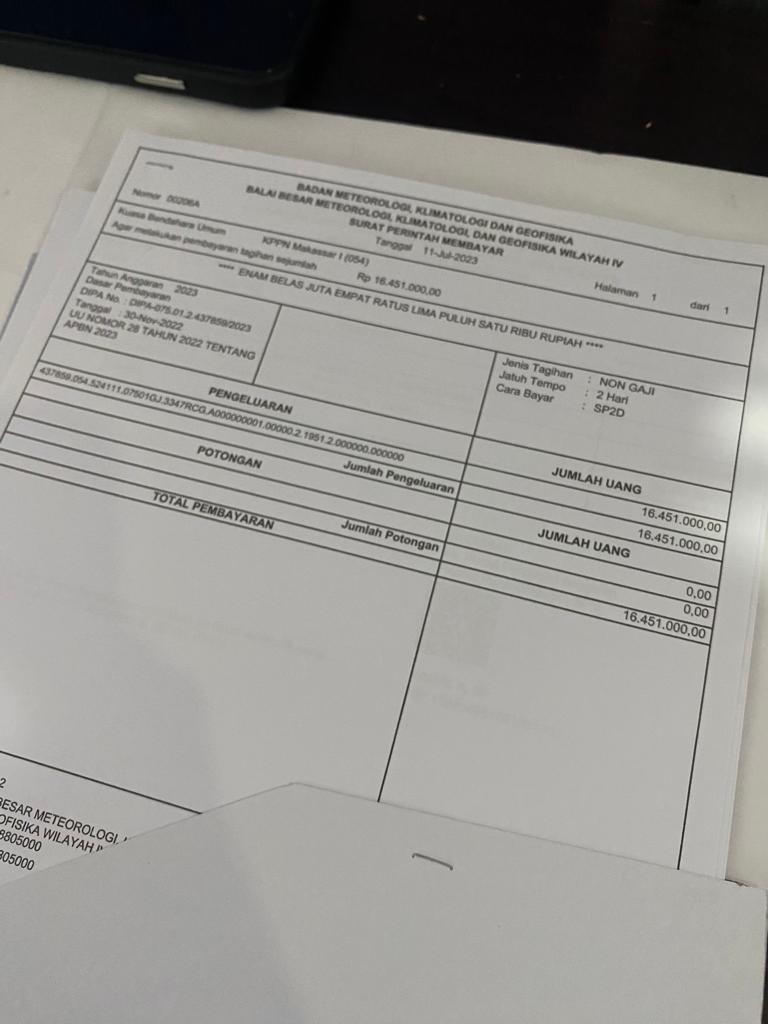 BADAN METEOROLOGI, KLIMATOLOGI DAN GEOFISIKA
BALAI BESAR METEOROLOGI, KLIMATOLOGI, DAN GEOFISIKA WILAYAH IV
SURAT PERINTAH MEMBAYAR
Nomor 00206A Tanggal 11-Jul-2023 Halaman 1 dari 1
Kuasa Bendahara Umum KPPN Makassar I (054)
Agar melakukan pembayaran tagihan sejumlah Rp 16.451.000,00
**** ENAM BELAS JUTA EMPAT RATUS LIMA PULUH SATU RIBU RUPIAH ****
Tahun Anggaran 2023
Dasar Pembayaran
DIPA No. : DIPA-075.01.2.437859/2023
Tanggal : 30-Nov-2022
UU NOMOR 28 TAHUN 2022 TENTANG
APBN 2023
Jenis Tagihan : NON GAJI
Jatuh Tempo : 2 Hari
Cara Bayar : SP2D
PENGELUARAN JUMLAH UANG
437859.054.524111.07501GJ.3347RCG.A000000001.00000.2.1951.2.000000.000000 16.451.000,00
Jumlah Pengeluaran 16.451.000,00
POTONGAN JUMLAH UANG
0,00
Jumlah Potongan 0,00
TOTAL PEMBAYARAN 16.451.000,00
2
BESAR METEOROLOGI,
OFISIKA WILAYAH
8805000
805000